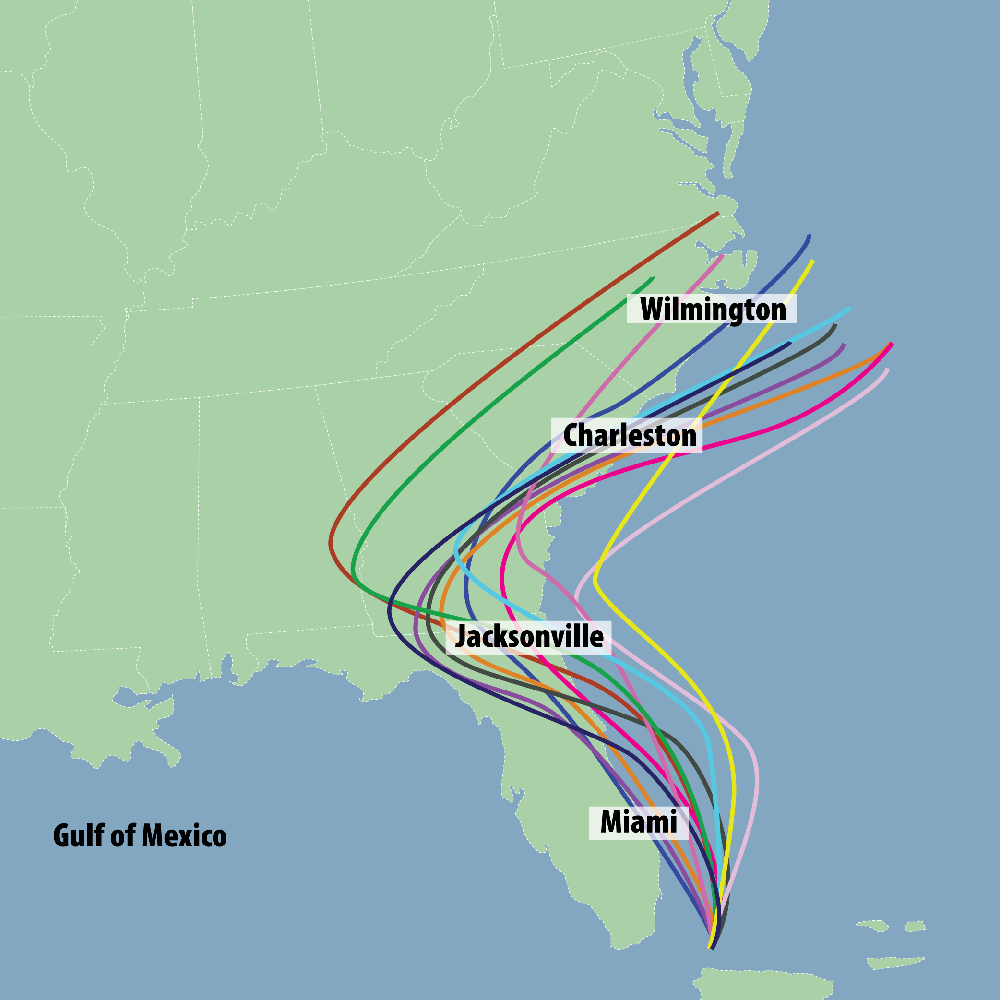 Wilmington
Charleston
Jacksonville
Miami
Gulf of Mexico